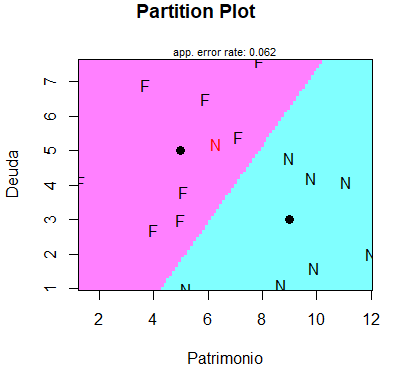 Partition Plot
app. error rate: 0.062
F
F
F
N
F
N
F
N
N
F
F
F
N
N
N
N
Deuda
7
6
5
4
3
2
1
2 4 6 8 10 12
Patrimonio